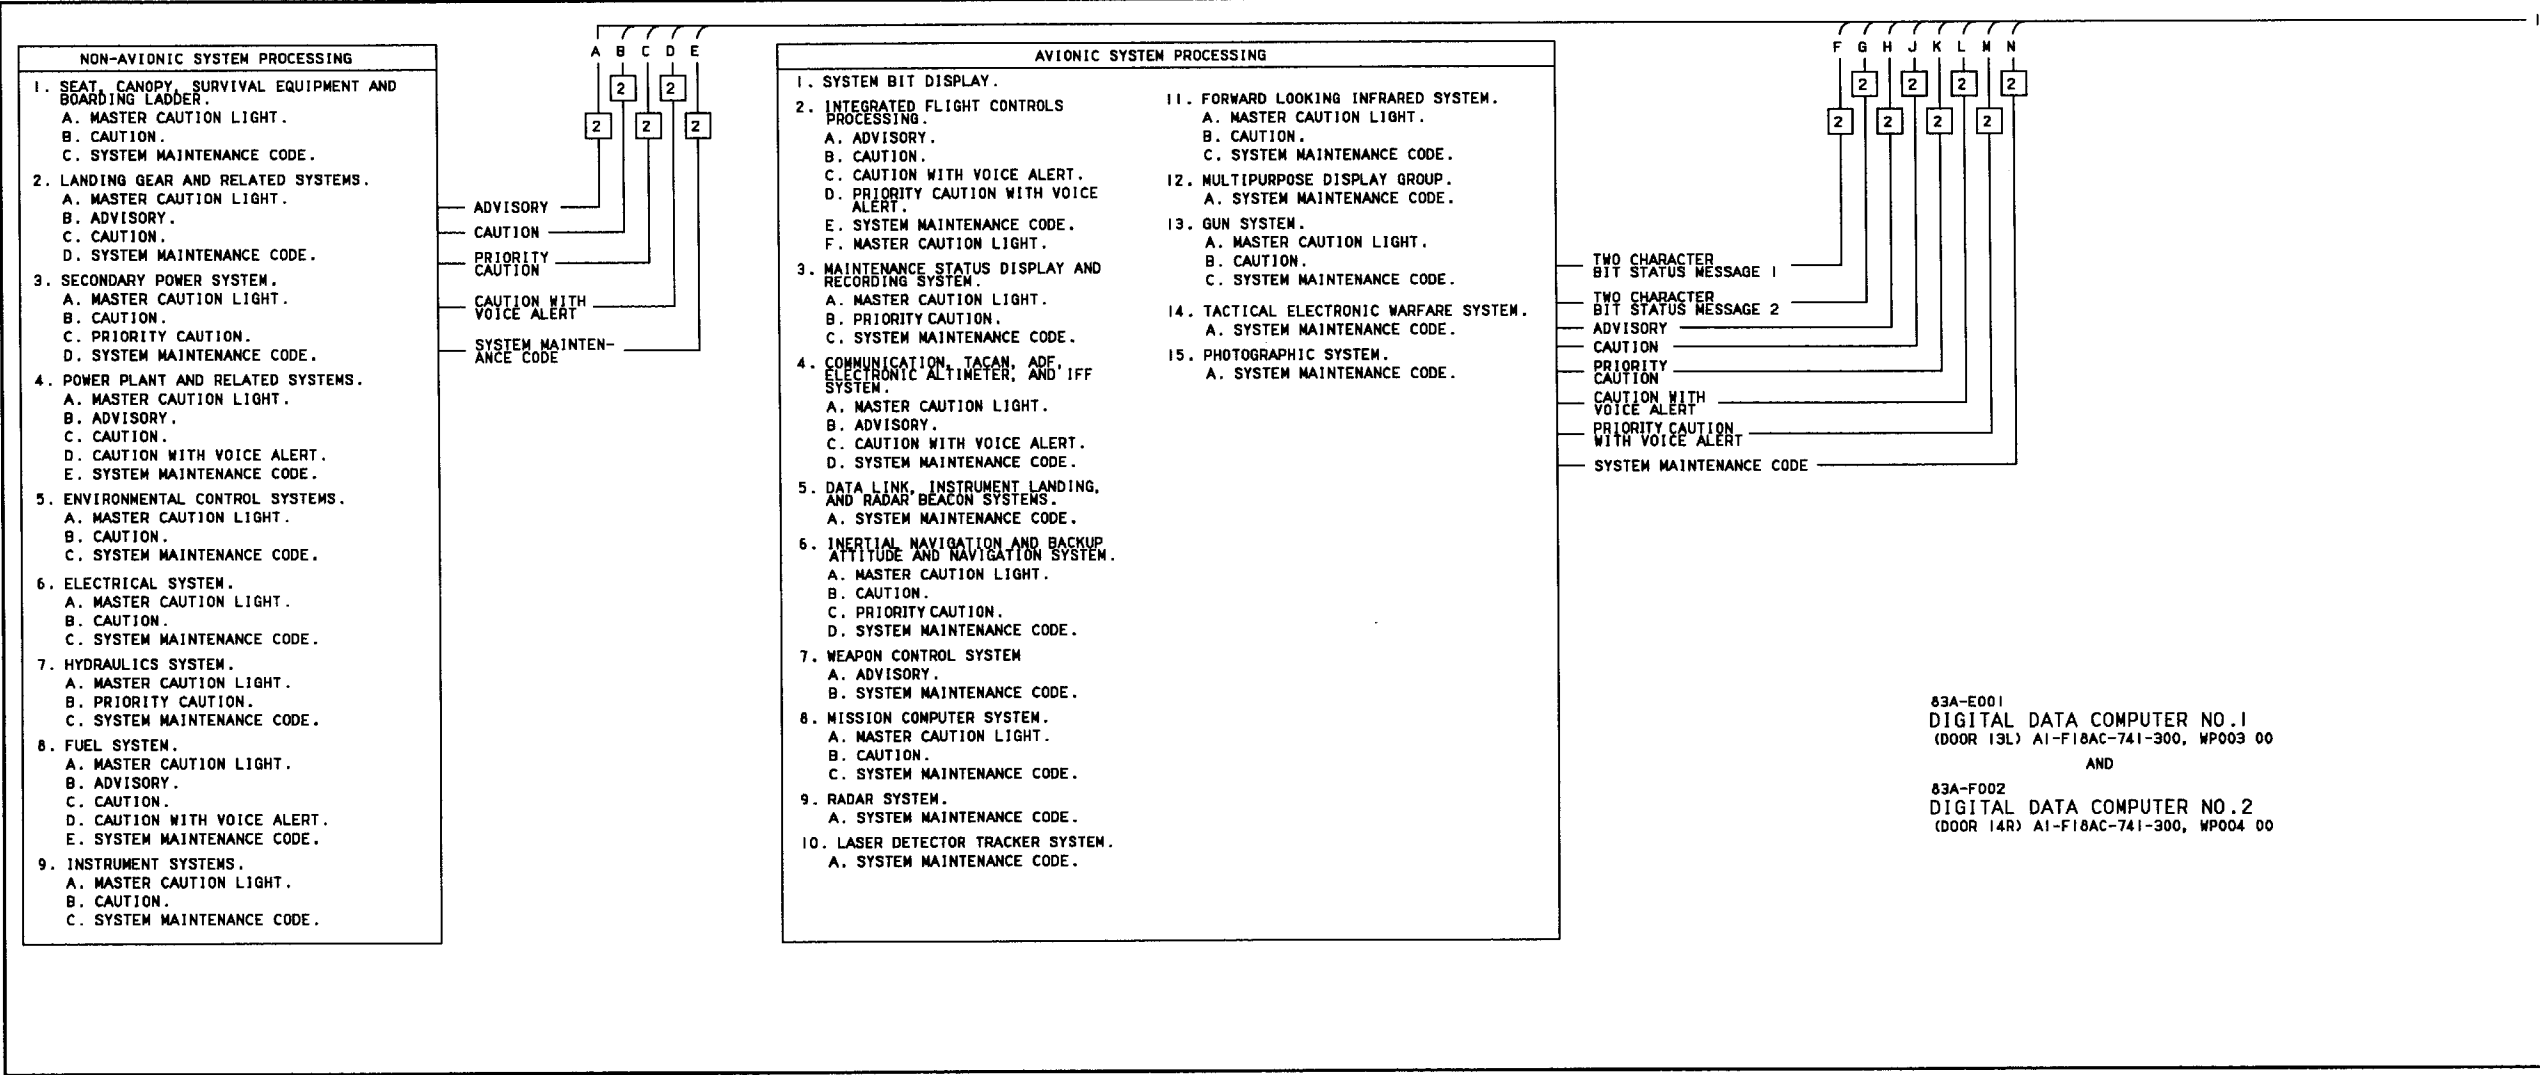 I
A B C D E
2 2
2 2 2
NON-AVIONIC SYSTEM PROCESSING
1. SEAT, CANOPY, SURVIVAL EQUIPMENT AND
BOARDING LADDER.
A. MASTER CAUTION LIGHT.
B. CAUTION.
C. SYSTEM MAINTENANCE CODE.
2. LANDING GEAR AND RELATED SYSTEMS.
A. MASTER CAUTION LIGHT.
B. ADVISORY.
C. CAUTION.
D. SYSTEM MAINTENANCE CODE.
3. SECONDARY POWER SYSTEM.
A. MASTER CAUTION LIGHT.
B. CAUTION.
C. PRIORITY CAUTION.
D. SYSTEM MAINTENANCE CODE.
4. POWER PLANT AND RELATED SYSTEMS.
A. MASTER CAUTION LIGHT.
B. ADVISORY.
C. CAUTION.
D. CAUTION WITH VOICE ALERT.
E. SYSTEM MAINTENANCE CODE.
5. ENVIRONMENTAL CONTROL SYSTEMS.
A. MASTER CAUTION LIGHT.
B. CAUTION.
C. SYSTEM MAINTENANCE CODE.
6. ELECTRICAL SYSTEM.
A. MASTER CAUTION LIGHT.
B. CAUTION.
C. SYSTEM MAINTENANCE CODE.
7. HYDRAULICS SYSTEM.
A. MASTER CAUTION LIGHT.
B. PRIORITY CAUTION.
C. SYSTEM MAINTENANCE CODE.
8. FUEL SYSTEM.
A. MASTER CAUTION LIGHT.
B. ADVISORY.
C. CAUTION.
D. CAUTION WITH VOICE ALERT.
E. SYSTEM MAINTENANCE CODE.
9. INSTRUMENT SYSTEMS.
A. MASTER CAUTION LIGHT.
B. CAUTION.
C. SYSTEM MAINTENANCE CODE.
ADVISORY
CAUTION
PRIORITY
CAUTION
CAUTION WITH
VOICE ALERT
SYSTEM MAINTEN-
ANCE CODE
AVIONIC SYSTEM PROCESSING
1. SYSTEM BIT DISPLAY.
2. INTEGRATED FLIGHT CONTROLS
PROCESSING.
A. ADVISORY.
B. CAUTION.
C. CAUTION WITH VOICE ALERT.
D. PRIORITY CAUTION WITH VOICE
ALERT.
E. SYSTEM MAINTENANCE CODE.
F. MASTER CAUTION LIGHT.
3. MAINTENANCE STATUS DISPLAY AND
RECORDING SYSTEM.
A. MASTER CAUTION LIGHT.
B. PRIORITY CAUTION.
C. SYSTEM MAINTENANCE CODE.
4. COMMUNICATION, TACAN, ADF,
ELECTRONIC ALTIMETER, AND IFF
SYSTEM.
A. MASTER CAUTION LIGHT.
B. ADVISORY.
C. CAUTION WITH VOICE ALERT.
D. SYSTEM MAINTENANCE CODE.
5. DATA LINK, INSTRUMENT LANDING,
AND RADAR BEACON SYSTEMS.
A. SYSTEM MAINTENANCE CODE.
6. INERTIAL NAVIGATION AND BACKUP
ATTITUDE AND NAVIGATION SYSTEM.
A. MASTER CAUTION LIGHT.
B. CAUTION.
C. PRIORITY CAUTION.
D. SYSTEM MAINTENANCE CODE.
7. WEAPON CONTROL SYSTEM
A. ADVISORY.
B. SYSTEM MAINTENANCE CODE.
8. MISSION COMPUTER SYSTEM.
A. MASTER CAUTION LIGHT.
B. CAUTION.
C. SYSTEM MAINTENANCE CODE.
9. RADAR SYSTEM.
A. SYSTEM MAINTENANCE CODE.
10. LASER DETECTOR TRACKER SYSTEM.
A. SYSTEM MAINTENANCE CODE.
11. FORWARD LOOKING INFRARED SYSTEM.
A. MASTER CAUTION LIGHT.
B. CAUTION.
C. SYSTEM MAINTENANCE CODE.
12. MULTIPURPOSE DISPLAY GROUP.
A. SYSTEM MAINTENANCE CODE.
13. GUN SYSTEM.
A. MASTER CAUTION LIGHT.
B. CAUTION.
C. SYSTEM MAINTENANCE CODE.
14. TACTICAL ELECTRONIC WARFARE SYSTEM.
A. SYSTEM MAINTENANCE CODE.
15. PHOTOGRAPHIC SYSTEM.
A. SYSTEM MAINTENANCE CODE.
F G H J K L M N
2 2 2 2
2 2 2 2
TWO CHARACTER
BIT STATUS MESSAGE 1
TWO CHARACTER
BIT STATUS MESSAGE 2
ADVISORY
CAUTION
PRIORITY
CAUTION
CAUTION WITH
VOICE ALERT
PRIORITY CAUTION
WITH VOICE ALERT
SYSTEM MAINTENANCE CODE
83A-E001
DIGITAL DATA COMPUTER NO.1
(DOOR 13L) A1-F18AC-741-300, WP003 00
AND
83A-F002
DIGITAL DATA COMPUTER NO.2
(DOOR 14R) A1-F18AC-741-300, WP004 00